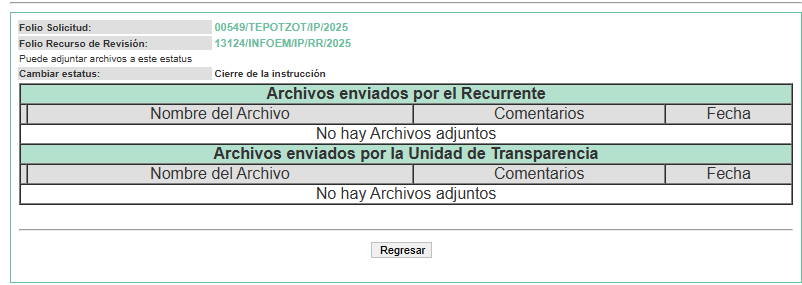 Folio Solicitud: 00549/TEPOTZOT/IP/2025
Folio Recurso de Revisión: 13124/INFOEM/IP/RR/2025
Puede adjuntar archivos a este estatus
Cambiar estatus: Cierre de la instrucción
Archivos enviados por el Recurrente
Nombre del Archivo Comentarios Fecha
No hay Archivos adjuntos
Archivos enviados por la Unidad de Transparencia
Nombre del Archivo Comentarios Fecha
No hay Archivos adjuntos
Regresar